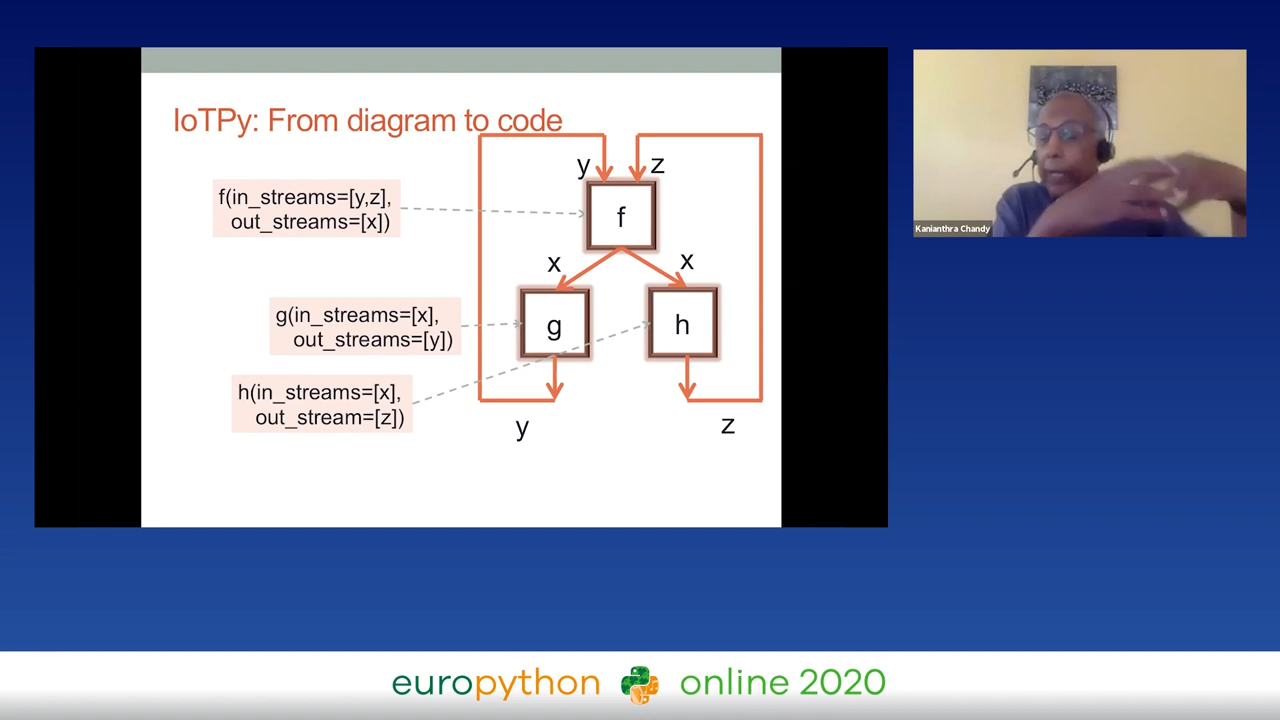 IoTPy: From diagram to code
y
z
f(in_streams=[y,z],
out_streams=[x])
f
x
x
g(in_streams=[x],
out_streams=[y])
g
h
h(in_streams=[x],
out_stream=[z])
y
z
Kanianthra Chandy
europython online 2020